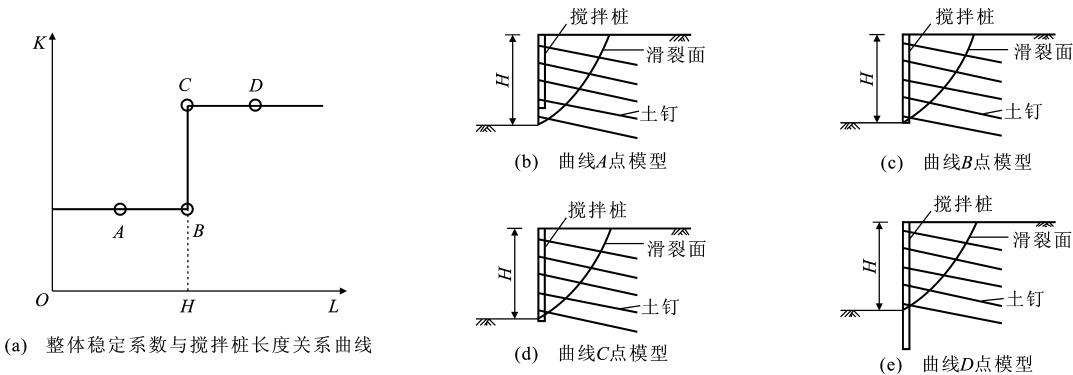 K
C
D
A
B
O
H
L
(a) 整体稳定系数与搅拌桩长度关系曲线
搅拌桩
滑裂面
H
土钉
(b) 曲线A点模型
搅拌桩
滑裂面
H
土钉
(c) 曲线B点模型
搅拌桩
滑裂面
H
土钉
(d) 曲线C点模型
搅拌桩
滑裂面
H
土钉
(e) 曲线D点模型